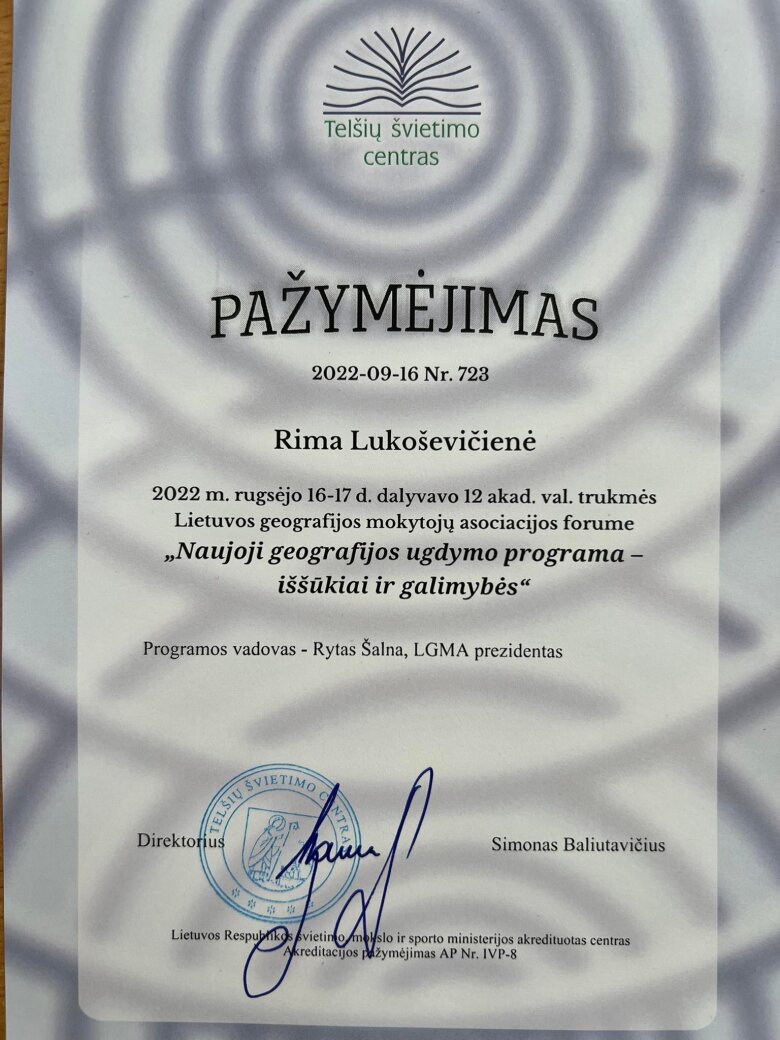 Telšių švietimo
centras
PAŽYMĖJIMAS
2022-09-16 Nr. 723
Rima Lukoševičienė
2022 m. rugsėjo 16-17 d. dalyvavo 12 akad. val. trukmės
Lietuvos geografijos mokytojų asociacijos forume
„Naujoji geografijos ugdymo programa –
iššūkiai ir galimybės“
Programos vadovas - Rytas Šalna, LGMA prezidentas
TELŠIŲ ŠVIETIMO CENTRAS
Direktorius
Simonas Baliutavičius
Lietuvos Respublikos švietimo, mokslo ir sporto ministerijos akredituotas centras
Akreditacijos pažymėjimas AP Nr. IVP-8